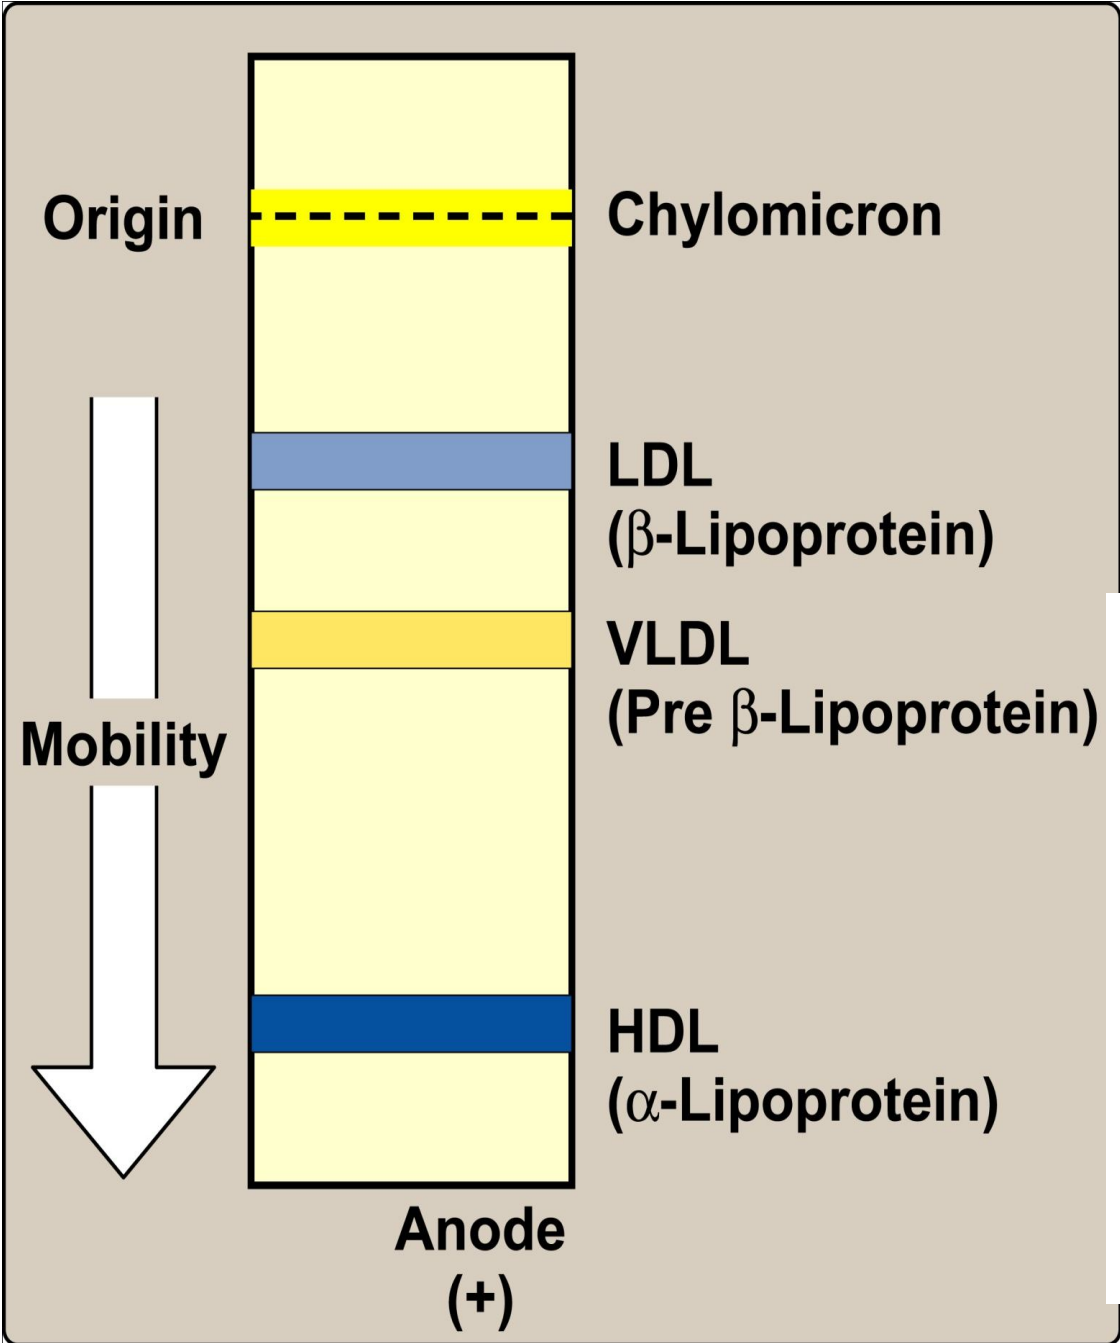 Origin
Chylomicron
LDL
(β-Lipoprotein)
VLDL
(Pre β-Lipoprotein)
Mobility
HDL
(α-Lipoprotein)
Anode
(+)